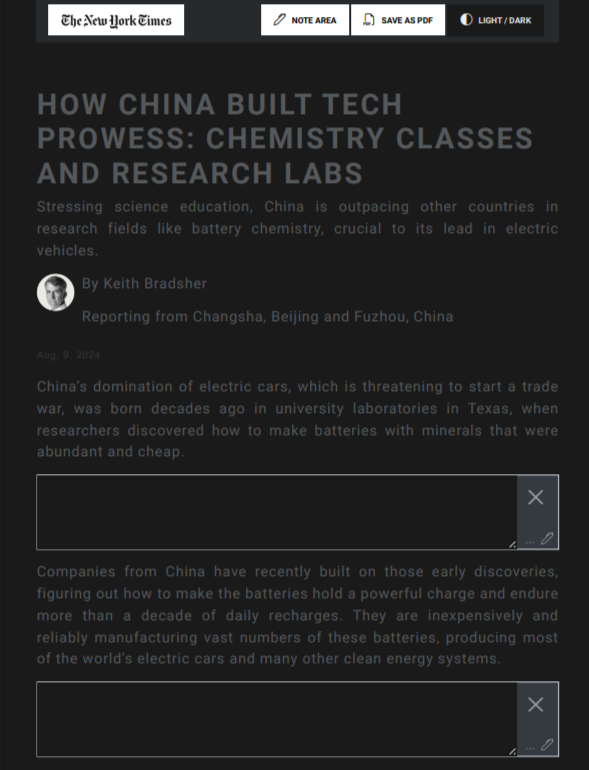 The New York Times
NOTE AREA
PDF
SAVE AS PDF
LIGHT / DARK
HOW CHINA BUILT TECH
PROWESS: CHEMISTRY CLASSES
AND RESEARCH LABS
Stressing science education, China is outpacing other countries in
research fields like battery chemistry, crucial to its lead in electric
vehicles.
By Keith Bradsher
Reporting from Changsha, Beijing and Fuzhou, China
Aug. 9, 2024
China's domination of electric cars, which is threatening to start a trade
war, was born decades ago in university laboratories in Texas, when
researchers discovered how to make batteries with minerals that were
abundant and cheap.
...
Companies from China have recently built on those early discoveries,
figuring out how to make the batteries hold a powerful charge and endure
more than a decade of daily recharges. They are inexpensively and
reliably manufacturing vast numbers of these batteries, producing most
of the world's electric cars and many other clean energy systems.
...